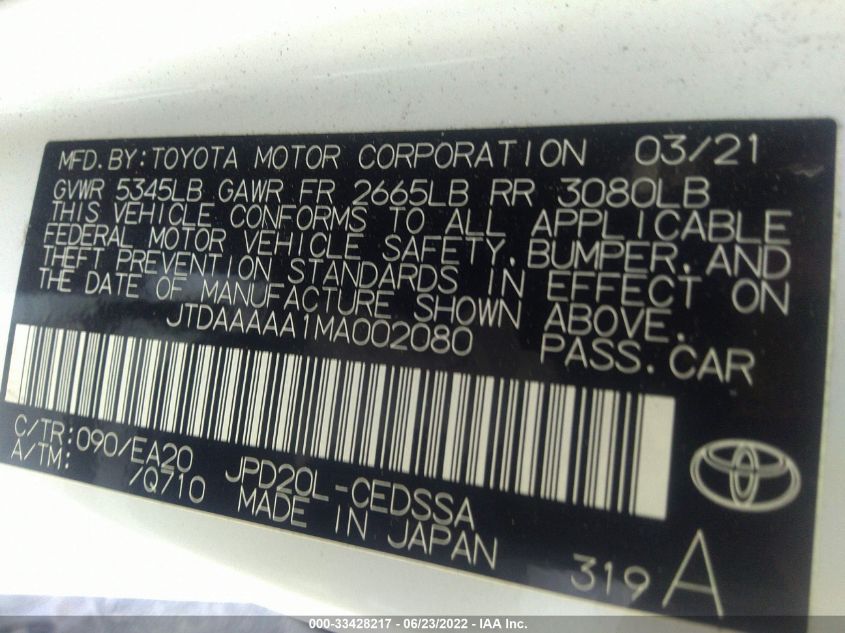 MFD.BY:TOYOTA MOTOR CORPORATION 03/21
GVWR 5345LB GAWR FR 2665LB RR 3080LB
THIS VEHICLE CONFORMS TO ALL APPLICABLE
FEDERAL MOTOR VEHICLE SAFETY,BUMPER,AND
THEFT PREVENTION STANDARDS IN EFFECT ON
THE DATE OF MANUFACTURE SHOWN ABOVE.
JTDAAAAA1MA002080 PASS.CAR
C/TR:090/EA20 JPD20L-CEDSSA
A/TM: /Q710 MADE IN JAPAN
319 A
000-33428217 - 06/23/2022 - IAA Inc.